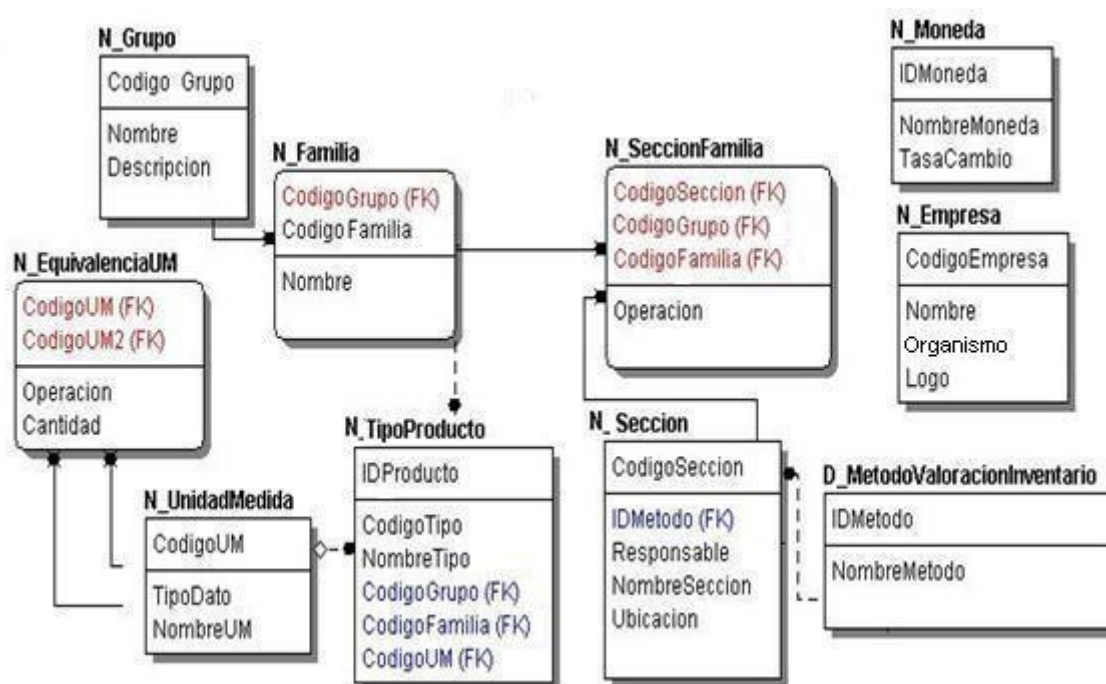 N_Grupo
Codigo Grupo
Nombre
Descripcion
N_Familia
CodigoGrupo (FK)
CodigoFamilia
Nombre
N_SeccionFamilia
CodigoSeccion (FK)
CodigoGrupo (FK)
CodigoFamilia (FK)
Operacion
N_Moneda
IDMoneda
NombreMoneda
TasaCambio
N_Empresa
CodigoEmpresa
Nombre
Organismo
Logo
N_EquivalenciaUM
CodigoUM (FK)
CodigoUM2 (FK)
Operacion
Cantidad
N_UnidadMedida
CodigoUM
TipoDato
NombreUM
N_TipoProducto
IDProducto
CodigoTipo
NombreTipo
CodigoGrupo (FK)
CodigoFamilia (FK)
CodigoUM (FK)
N_Seccion
CodigoSeccion
IDMetodo (FK)
Responsable
NombreSeccion
Ubicacion
D_MetodoValoracionInventario
IDMetodo
NombreMetodo